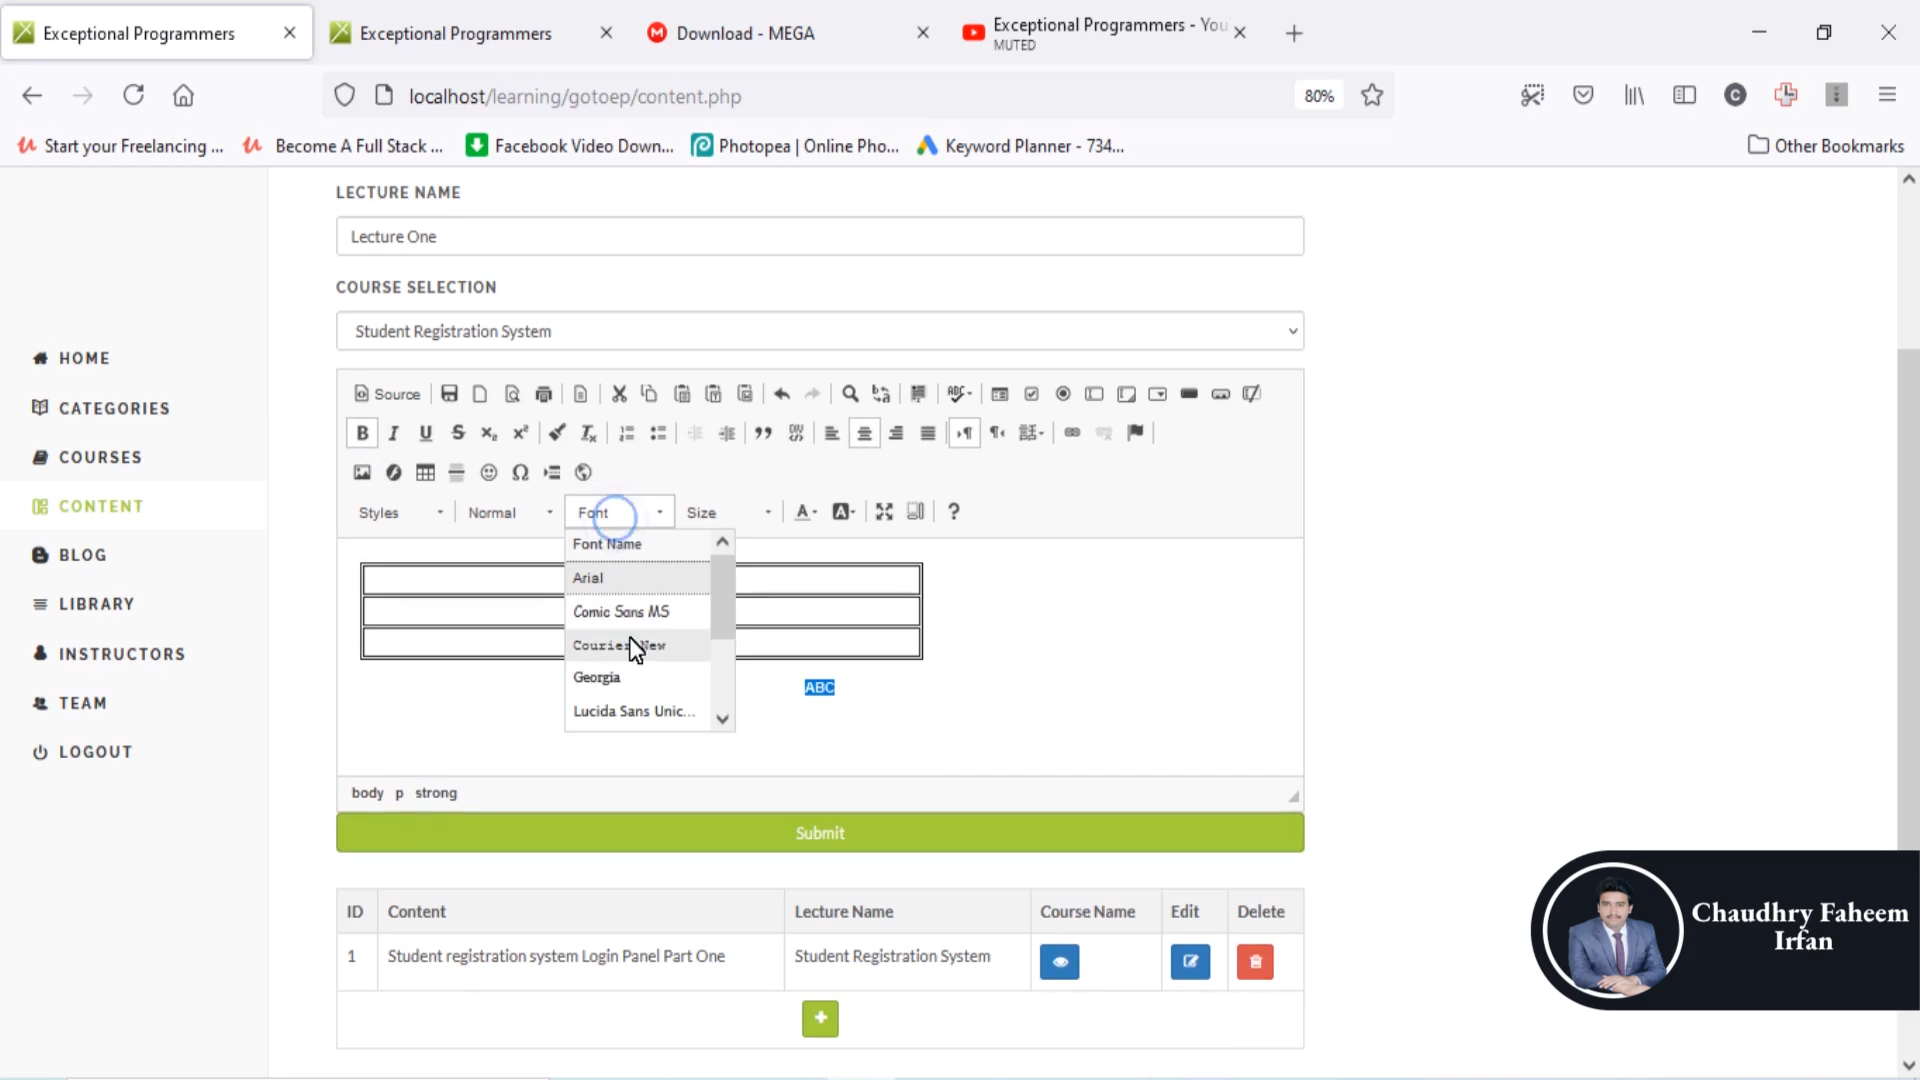 Exceptional Programmers
Exceptional Programmers
Download - MEGA
Exceptional Programmers - You
MUTED
localhost/learning/gotoep/content.php
80%
Start your Freelancing ...
Become A Full Stack ...
Facebook Video Down...
Photopea | Online Pho...
Keyword Planner - 734...
Other Bookmarks
HOME
CATEGORIES
COURSES
CONTENT
BLOG
LIBRARY
INSTRUCTORS
TEAM
LOGOUT
LECTURE NAME
Lecture One
COURSE SELECTION
Student Registration System
Source
Styles
Normal
Font
Size
Font Name
Arial
Comic Sans MS
Courier New
Georgia
Lucida Sans Unic...
ABC
body p strong
Submit
ID Content Lecture Name Course Name Edit Delete
1 Student registration system Login Panel Part One Student Registration System
Chaudhry Faheem
Irfan